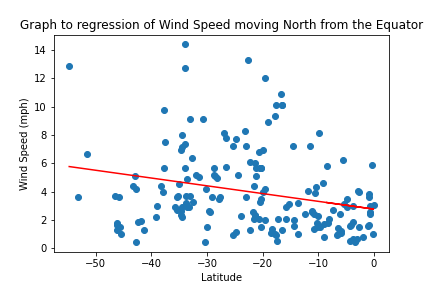 Graph to regression of Wind Speed moving North from the Equator
14
12
10
8
6
4
2
0
Wind Speed (mph)
−50 −40 −30 −20 −10 0
Latitude